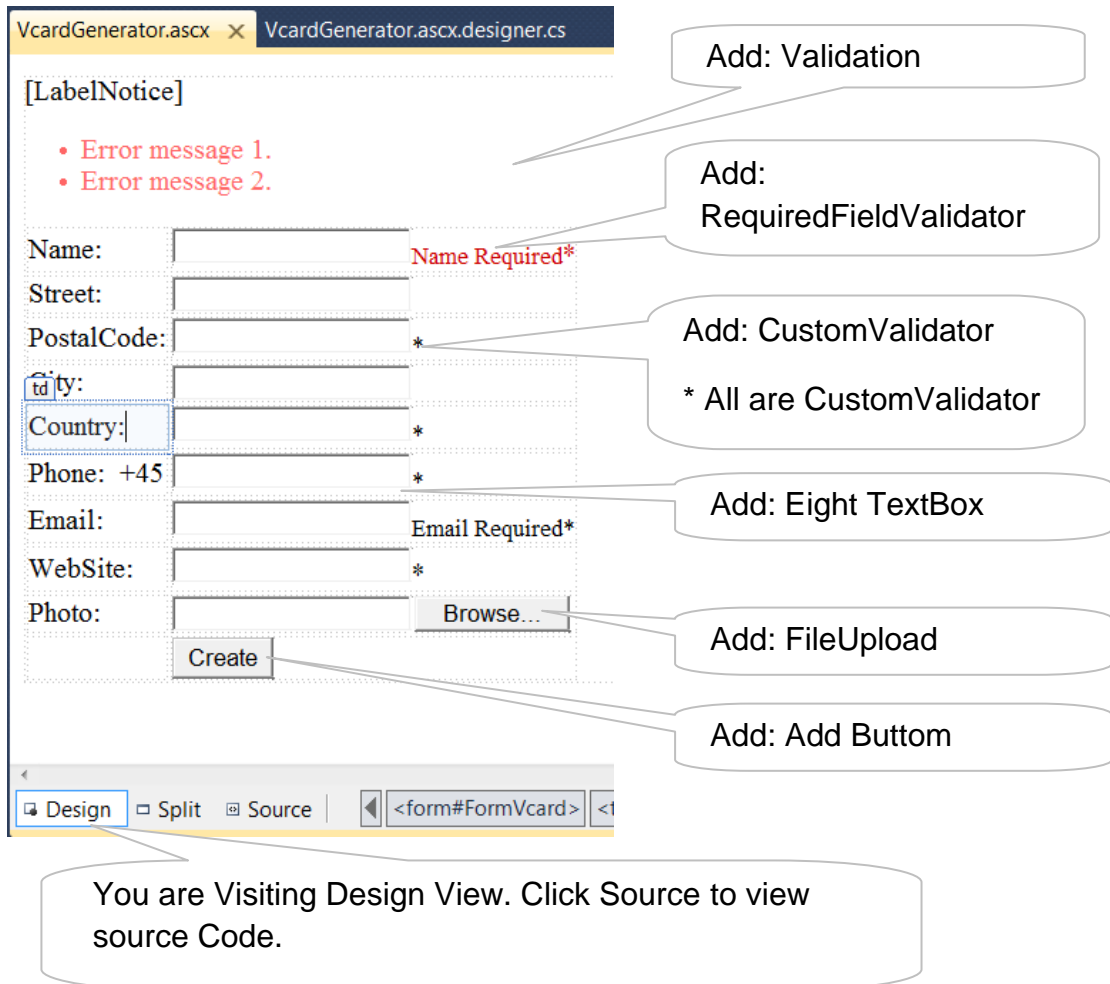 VcardGenerator.ascx × VcardGenerator.ascx.designer.cs
Add: Validation
[LabelNotice]
• Error message 1.
• Error message 2.
Add:
RequiredFieldValidator
Name: Name Required*
Street:
PostalCode: *
Add: CustomValidator
* All are CustomValidator
td ty:
Country: *
Phone: +45 *
Add: Eight TextBox
Email: Email Required*
WebSite: *
Photo: Browse...
Add: FileUpload
Create
Add: Add Buttom
Design Split Source <form#FormVcard> <t
You are Visiting Design View. Click Source to view
source Code.